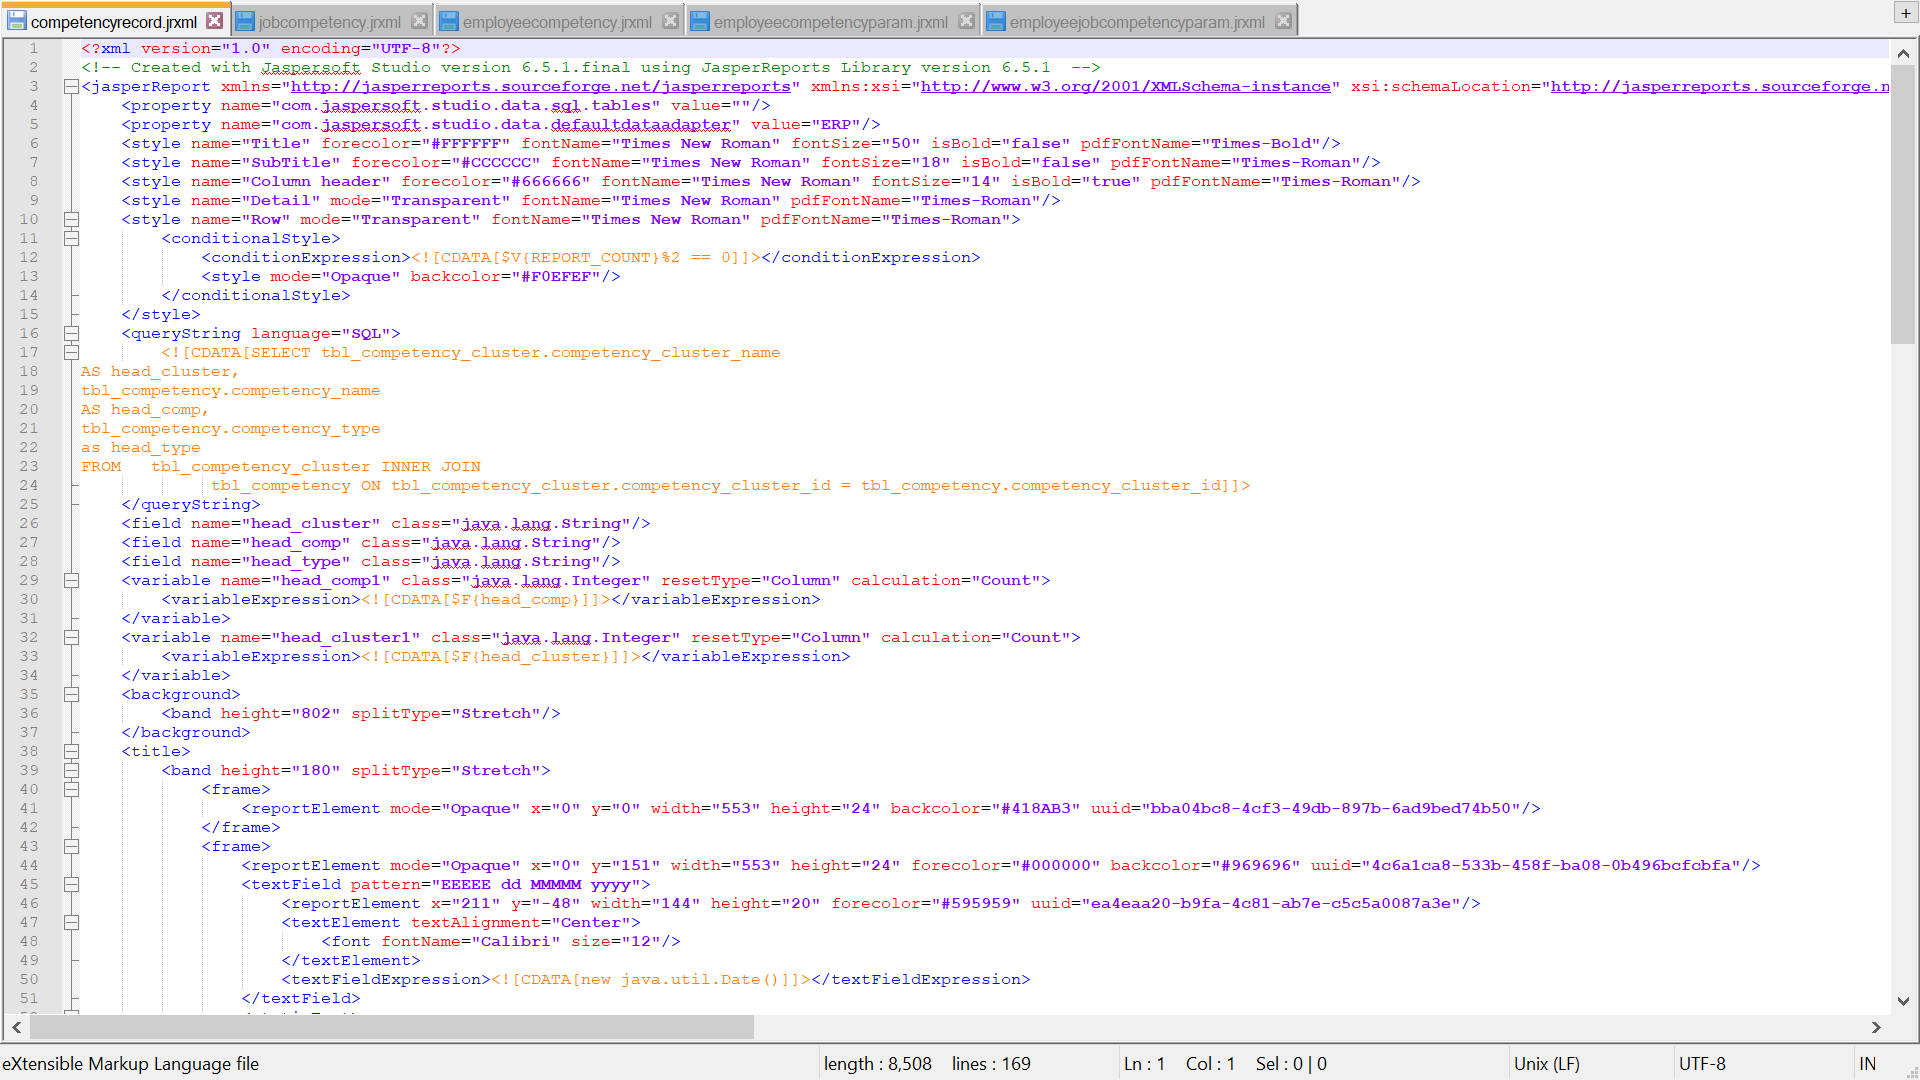 competencyrecord.jrxml jobcompetency.jrxml employeecompetency.jrxml employeecompetencyparam.jrxml employeejobcompetencyparam.jrxml +
1 <?xml version="1.0" encoding="UTF-8"?>
2 <!-- Created with Jaspersoft Studio version 6.5.1.final using JasperReports Library version 6.5.1  -->
3 <jasperReport xmlns="http://jasperreports.sourceforge.net/jasperreports" xmlns:xsi="http://www.w3.org/2001/XMLSchema-instance" xsi:schemaLocation="http://jasperreports.sourceforge.n
4 <property name="com.jaspersoft.studio.data.sql.tables" value=""/>
5 <property name="com.jaspersoft.studio.data.defaultdataadapter" value="ERP"/>
6 <style name="Title" forecolor="#FFFFFF" fontName="Times New Roman" fontSize="50" isBold="false" pdfFontName="Times-Bold"/>
7 <style name="SubTitle" forecolor="#CCCCCC" fontName="Times New Roman" fontSize="18" isBold="false" pdfFontName="Times-Roman"/>
8 <style name="Column header" forecolor="#666666" fontName="Times New Roman" fontSize="14" isBold="true" pdfFontName="Times-Roman"/>
9 <style name="Detail" mode="Transparent" fontName="Times New Roman" pdfFontName="Times-Roman"/>
10 <style name="Row" mode="Transparent" fontName="Times New Roman" pdfFontName="Times-Roman">
11 <conditionalStyle>
12 <conditionExpression><![CDATA[$V{REPORT_COUNT}%2 == 0]]></conditionExpression>
13 <style mode="Opaque" backcolor="#F0EFEF"/>
14 </conditionalStyle>
15 </style>
16 <queryString language="SQL">
17 <![CDATA[SELECT tbl_competency_cluster.competency_cluster_name
18 AS head_cluster,
19 tbl_competency.competency_name
20 AS head_comp,
21 tbl_competency.competency_type
22 as head_type
23 FROM   tbl_competency_cluster INNER JOIN
24 tbl_competency ON tbl_competency_cluster.competency_cluster_id = tbl_competency.competency_cluster_id]]>
25 </queryString>
26 <field name="head_cluster" class="java.lang.String"/>
27 <field name="head_comp" class="java.lang.String"/>
28 <field name="head_type" class="java.lang.String"/>
29 <variable name="head_comp1" class="java.lang.Integer" resetType="Column" calculation="Count">
30 <variableExpression><![CDATA[$F{head_comp}]]></variableExpression>
31 </variable>
32 <variable name="head_cluster1" class="java.lang.Integer" resetType="Column" calculation="Count">
33 <variableExpression><![CDATA[$F{head_cluster}]]></variableExpression>
34 </variable>
35 <background>
36 <band height="802" splitType="Stretch"/>
37 </background>
38 <title>
39 <band height="180" splitType="Stretch">
40 <frame>
41 <reportElement mode="Opaque" x="0" y="0" width="553" height="24" backcolor="#418AB3" uuid="bba04bc8-4cf3-49db-897b-6ad9bed74b50"/>
42 </frame>
43 <frame>
44 <reportElement mode="Opaque" x="0" y="151" width="553" height="24" forecolor="#000000" backcolor="#969696" uuid="4c6a1ca8-533b-458f-ba08-0b496bcfcbfa"/>
45 <textField pattern="EEEEE dd MMMMM yyyy">
46 <reportElement x="211" y="-48" width="144" height="20" forecolor="#595959" uuid="ea4eaa20-b9fa-4c81-ab7e-c5c5a0087a3e"/>
47 <textElement textAlignment="Center">
48 <font fontName="Calibri" size="12"/>
49 </textElement>
50 <textFieldExpression><![CDATA[new java.util.Date()]]></textFieldExpression>
51 </textField>
eXtensible Markup Language file length : 8,508 lines : 169 Ln : 1 Col : 1 Sel : 0 | 0 Unix (LF) UTF-8 IN